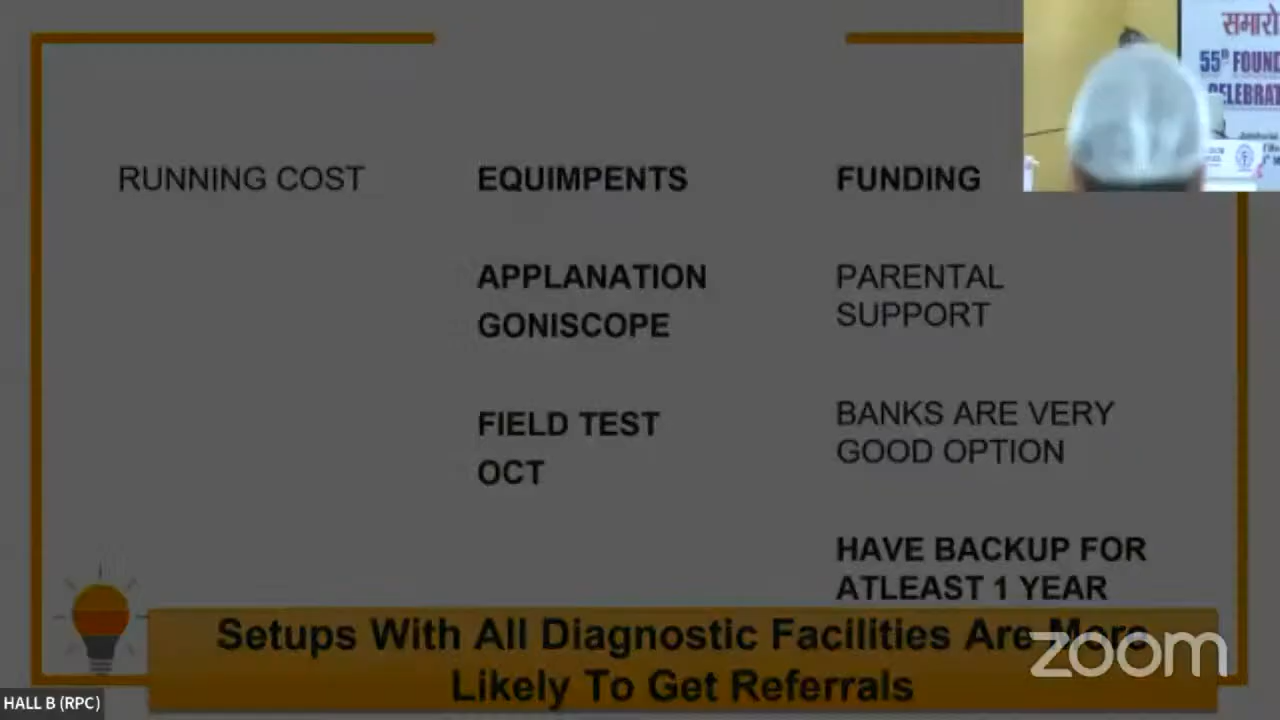 RUNNING COST
EQUIMPENTS
APPLANATION
GONISCOPE
FIELD TEST
OCT
FUNDING
PARENTAL
SUPPORT
BANKS ARE VERY
GOOD OPTION
HAVE BACKUP FOR
ATLEAST 1 YEAR
Setups With All Diagnostic Facilities Are More
Likely To Get Referrals
समारो
55th FOUND
CELEBRAT
zoom
HALL B (RPC)